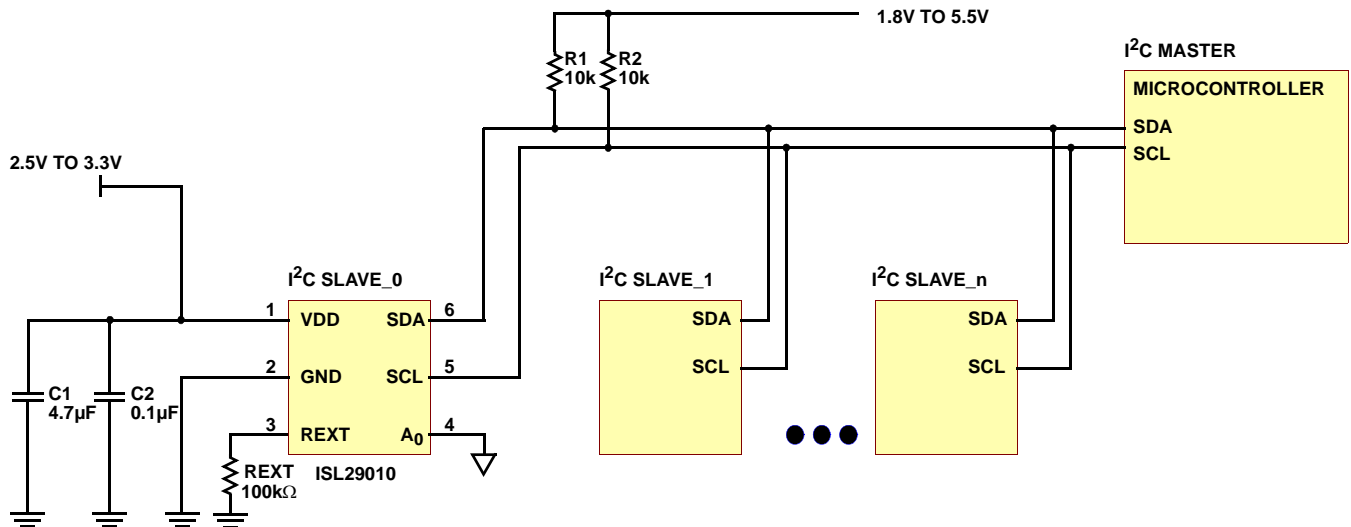 1.8V TO 5.5V
R1
10k
R2
10k
I²C MASTER
MICROCONTROLLER
SDA
SCL
2.5V TO 3.3V
I²C SLAVE_0
1
VDD
SDA
6
2
GND
SCL
5
3
REXT
A₀
4
ISL29010
C1
4.7µF
C2
0.1µF
REXT
100kΩ
I²C SLAVE_1
SDA
SCL
I²C SLAVE_n
SDA
SCL